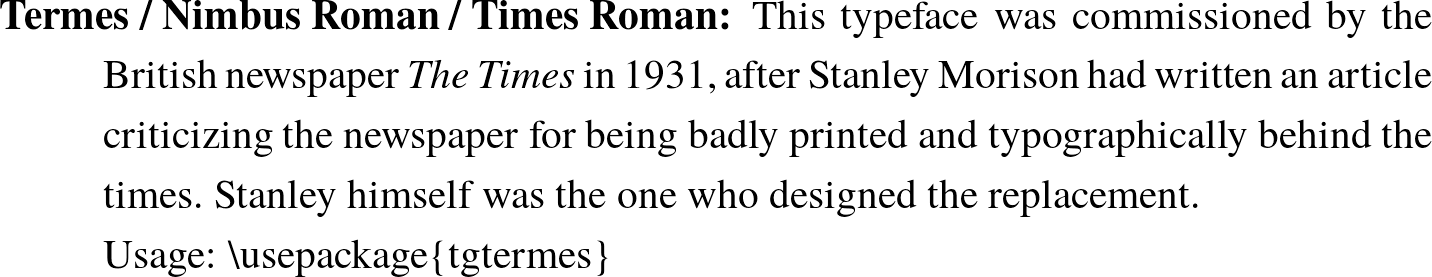 Termes / Nimbus Roman / Times Roman: This typeface was commissioned by the
British newspaper The Times in 1931, after Stanley Morison had written an article
criticizing the newspaper for being badly printed and typographically behind the
times. Stanley himself was the one who designed the replacement.
Usage: \usepackage{tgtermes}